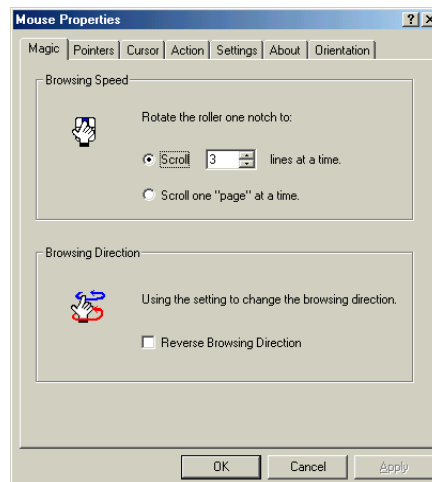 Mouse Properties
Magic Pointers Cursor Action Settings About Orientation
Browsing Speed
Rotate the roller one notch to:
Scroll 3 lines at a time.
Scroll one "page" at a time.
Browsing Direction
Using the setting to change the browsing direction.
Reverse Browsing Direction
OK Cancel Apply